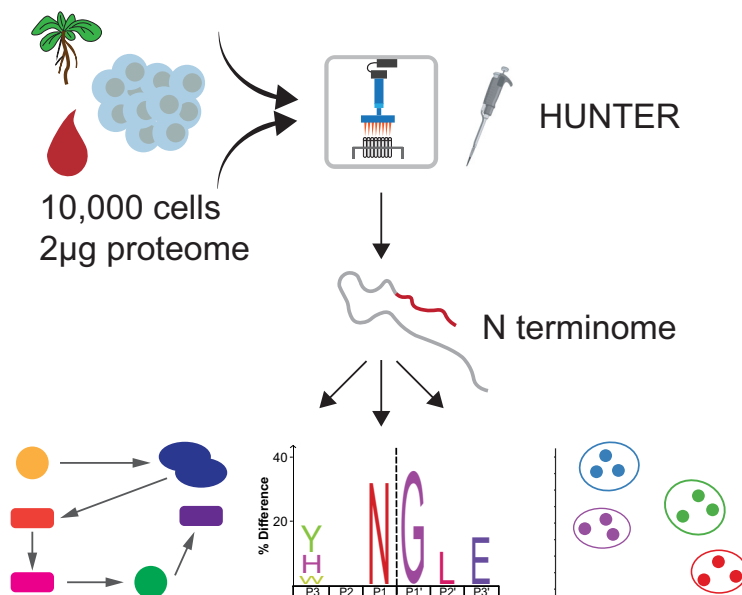 HUNTER
10,000 cells
2µg proteome
N terminome
% Difference
40
20
Y
H
N G L E
P3 P2 P1 P1' P2' P3'